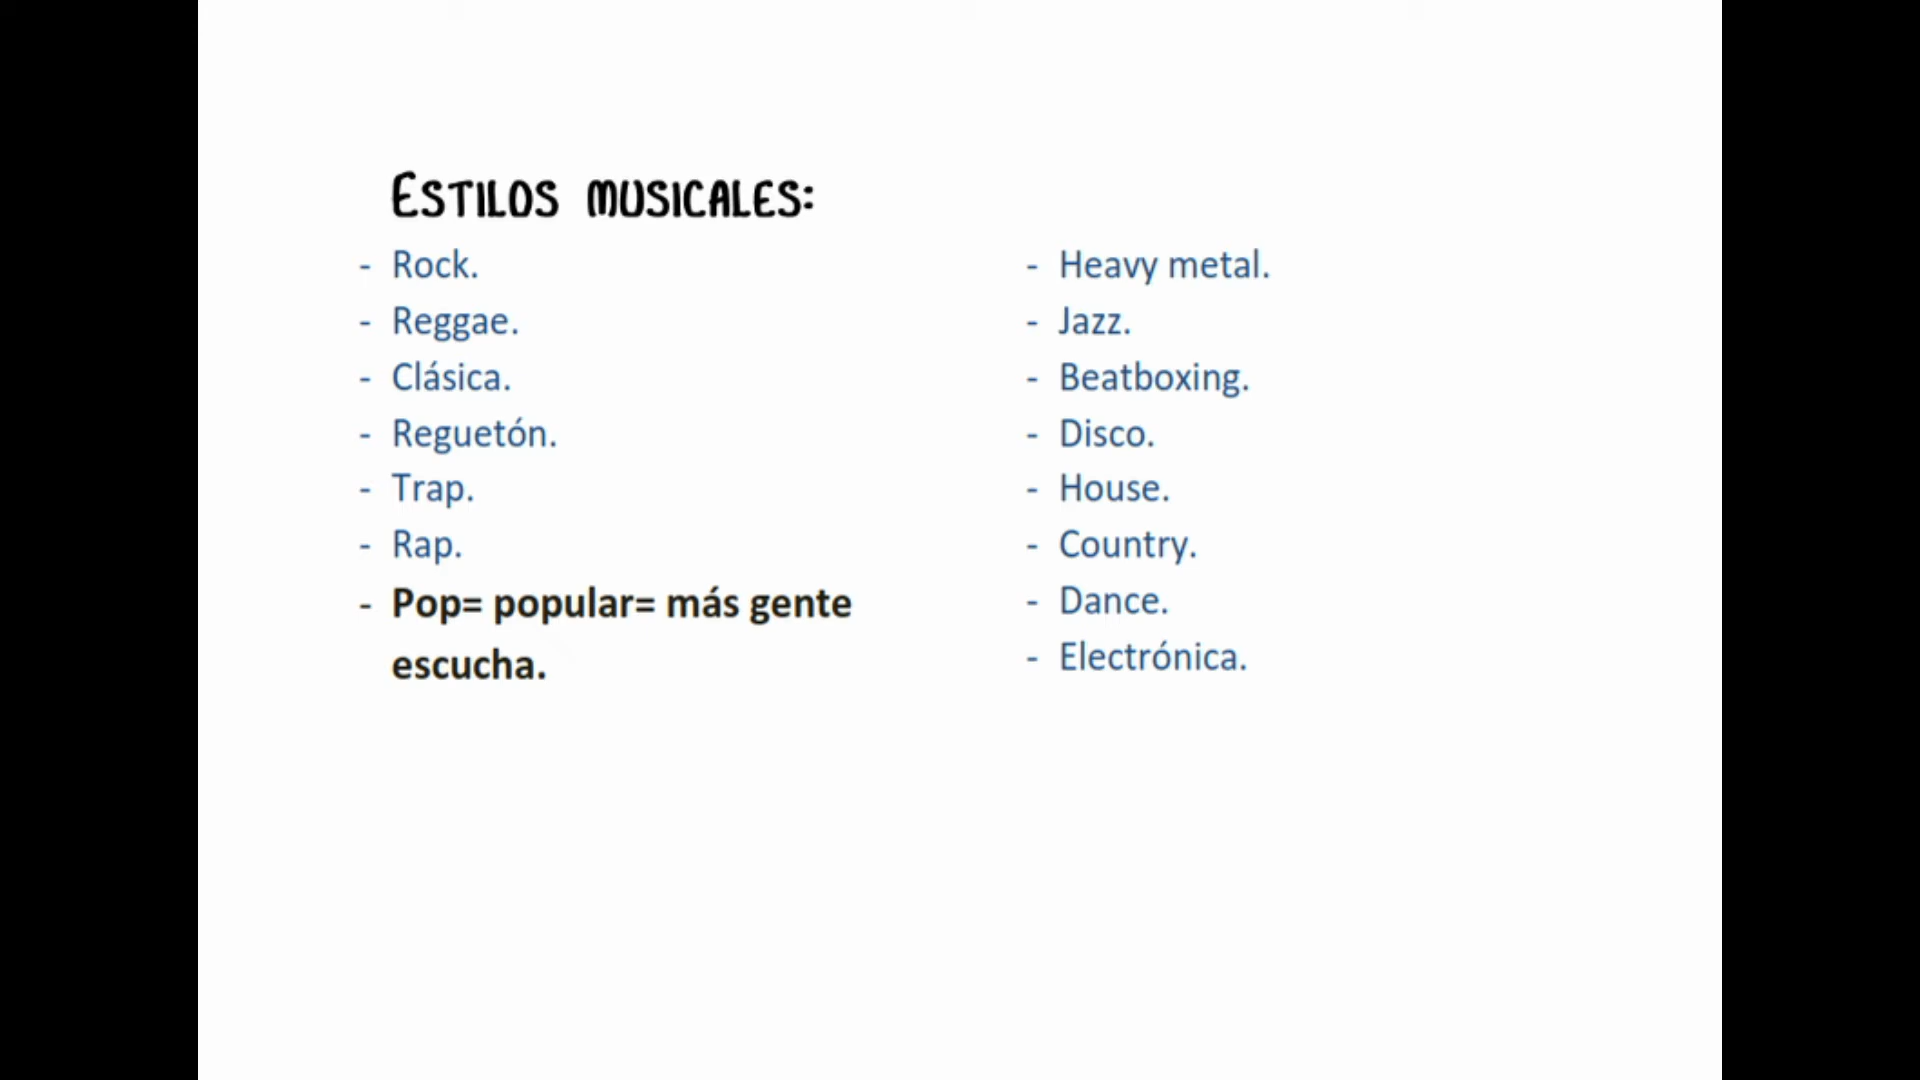 Estilos musicales:
- Rock.
- Reggae.
- Clásica.
- Reguetón.
- Trap.
- Rap.
- Pop= popular= más gente
escucha.
- Heavy metal.
- Jazz.
- Beatboxing.
- Disco.
- House.
- Country.
- Dance.
- Electrónica.